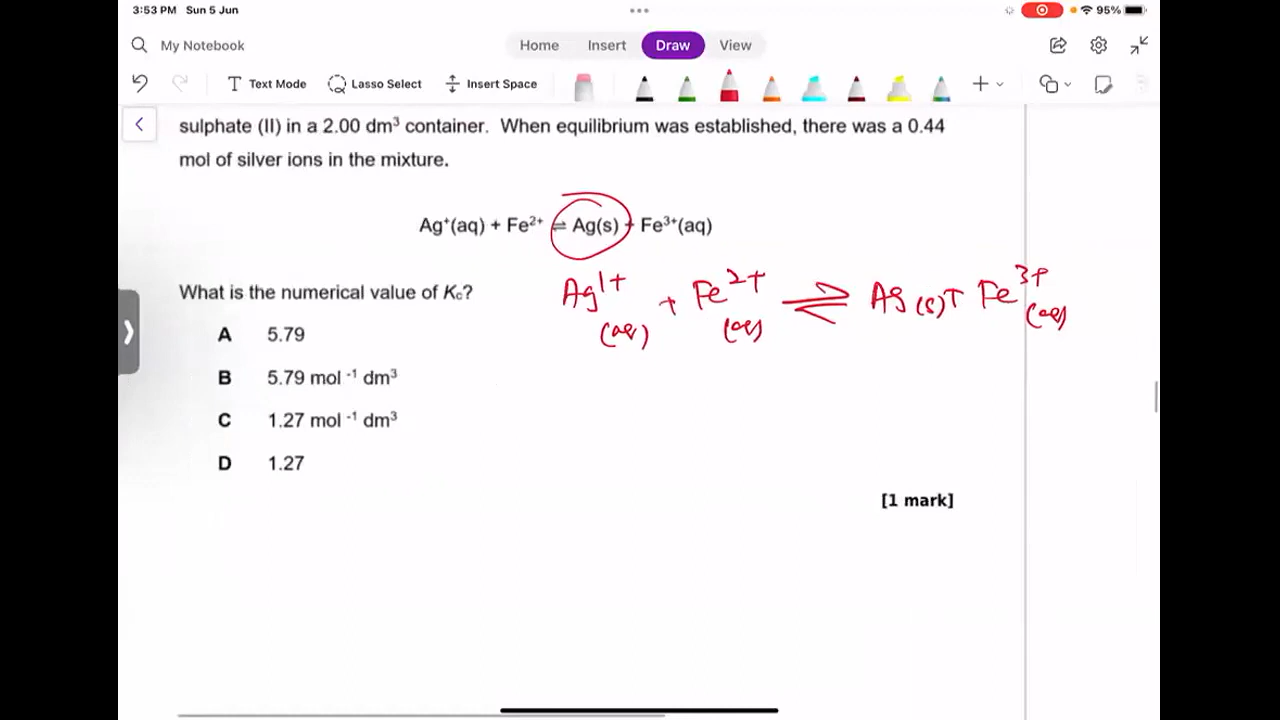 3:53 PM Sun 5 Jun
95%
My Notebook
Home Insert Draw View
Text Mode Lasso Select Insert Space
sulphate (II) in a 2.00 dm³ container. When equilibrium was established, there was a 0.44
mol of silver ions in the mixture.
Ag⁺(aq) + Fe²⁺ ⇌ Ag(s) + Fe³⁺(aq)
Ag¹⁺(aq) + Fe²⁺(aq) ⇌ Ag(s) + Fe³⁺(aq)
What is the numerical value of Kc?
A 5.79
B 5.79 mol ⁻¹ dm³
C 1.27 mol ⁻¹ dm³
D 1.27
[1 mark]